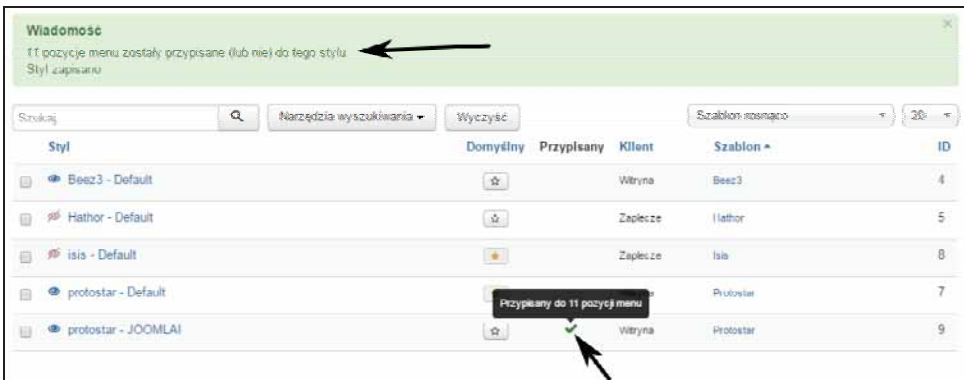 Wiadomość
11 pozycje menu zostały przypisane (lub nie) do tego stylu
Styl zapisano
Szukaj Narzędzia wyszukiwania Wyczyść Szablon rosnąco 20
Styl Domyślny Przypisany Klient Szablon ID
Beez3 - Default Witryna Beez3 4
Hathor - Default Zaplecze Hathor 5
isis - Default Zaplecze Isis 8
protostar - Default Protostar 7
Przypisany do 11 pozycji menu
protostar - JOOMLA! Witryna Protostar 9